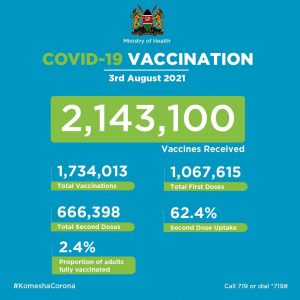 Ministry of Health
COVID-19 VACCINATION
3rd August 2021
2,143,100
Vaccines Received
1,734,013
Total Vaccinations
1,067,615
Total First Doses
666,398
Total Second Doses
62.4%
Second Dose Uptake
2.4%
Proportion of adults
fully vaccinated
#KomeshaCorona
Call 719 or dial *719#